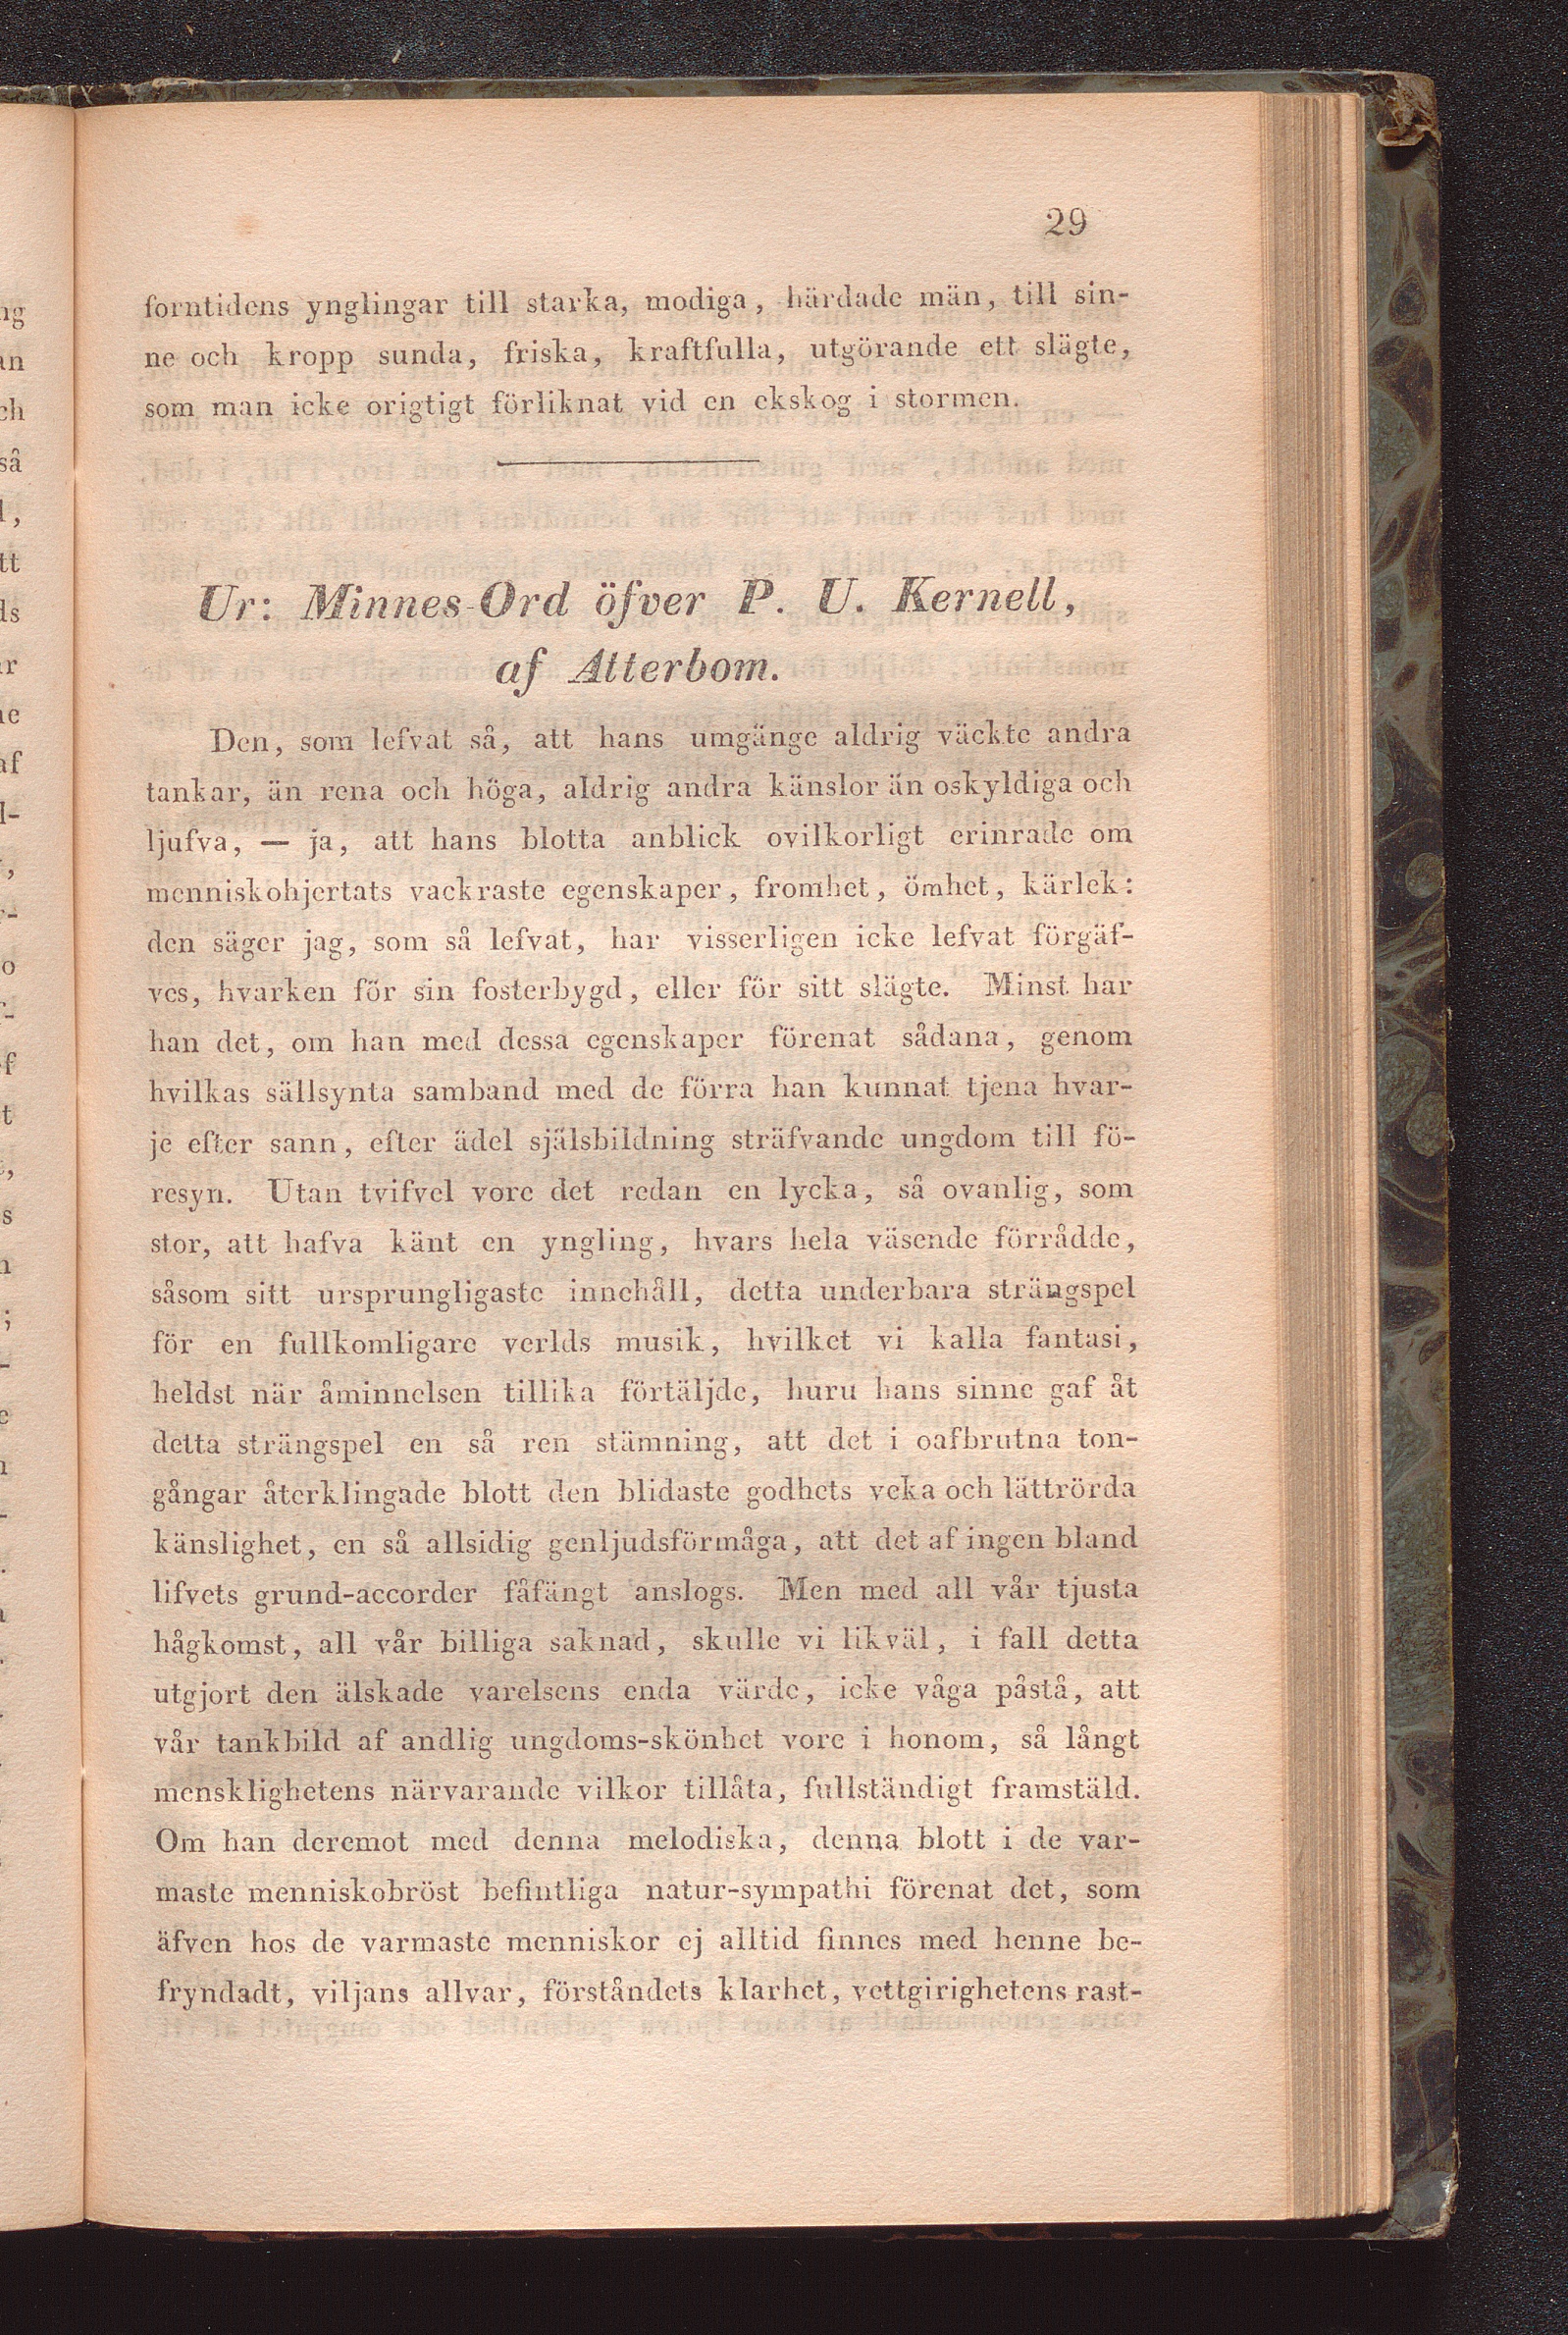 29
forntidens ynglingar till starka, modiga, härdade män, till sin-
ne och kropp sunda, friska, kraftfulla, utgörande ett slägte,
som man icke origtigt förliknat vid en ekskog i stormen.
Ur: Minnes-Ord öfver P. U. Kernell,
af Atterbom.
Den, som lefvat så, att hans umgänge aldrig väckte andra
tankar, än rena och höga, aldrig andra känslor än oskyldiga och
ljufva, — ja, att hans blotta anblick ovilkorligt erinrade om
menniskohjertats vackraste egenskaper, fromhet, ömhet, kärlek:
den säger jag, som så lefvat, har visserligen icke lefvat förgäf-
ves, hvarken för sin fosterbygd, eller för sitt slägte. Minst har
han det, om han med dessa egenskaper förenat sådana, genom
hvilkas sällsynta samband med de förra han kunnat tjena hvar-
je efter sann, efter ädel själsbildning sträfvande ungdom till fö-
resyn. Utan tvifvel vore det redan en lycka, så ovanlig, som
stor, att hafva känt en yngling, hvars hela väsende förrådde,
såsom sitt ursprungligaste innehåll, detta underbara strängspel
för en fullkomligare verlds musik, hvilket vi kalla fantasi,
heldst när åminnelsen tillika förtäljde, huru hans sinne gaf åt
detta strängspel en så ren stämning, att det i oafbrutna ton-
gångar återklingade blott den blidaste godhets veka och lättrörda
känslighet, en så allsidig genljudsförmåga, att det af ingen bland
lifvets grund-accorder fåfängt anslogs. Men med all vår tjusta
hågkomst, all vår billiga saknad, skulle vi likväl, i fall detta
utgjort den älskade varelsens enda värde, icke våga påstå, att
vår tankbild af andlig ungdoms-skönhet vore i honom, så långt
mensklighetens närvarande vilkor tillåta, fullständigt framstäld.
Om han deremot med denna melodiska, denna blott i de var-
maste menniskobröst befintliga natur-sympathi förenat det, som
äfven hos de varmaste menniskor ej alltid finnes med henne be-
fryndadt, viljans allvar, förståndets klarhet, vettgirighetens rast-